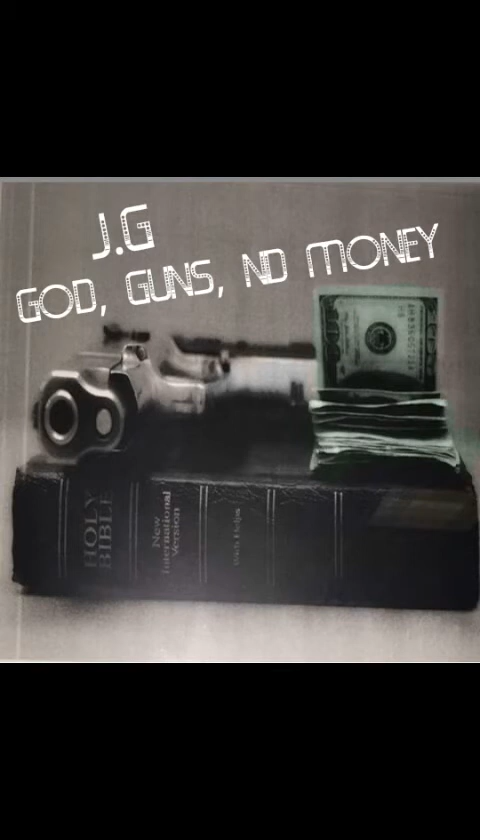 J.G
GOD, GUNS, ND MONEY
HOLY
BIBLE
New
International
Version